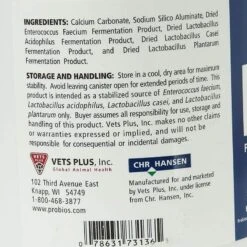 INGREDIENTS: Calcium Carbonate, Sodium Silico Aluminate, Dried
Enterococcus Faecium Fermentation Product, Dried Lactobacillus
Acidophilus Fermentation Product, Dried Lactobacillus Casei
Fermentation Product, and Dried Lactobacillus Plantarum
Fermentation Product.
STORAGE AND HANDLING: Store in a cool, dry area for maximum
stability. Avoid leaving canister open for extended periods of time. This
product is intended as a stabilized source of Enterococcus faecium,
Lactobacillus acidophilus, Lactobacillus casei, and Lactobacillus
plantarum only. Buyer assumes all responsibility for use, storage and
handling of this product. Vets Plus, Inc. makes no other claims
or warranties, expressed or implied, and shall not be
responsible for consequential or incidental damages.
VETS PLUS, Inc.
Global Animal Health
102 Third Avenue East
Knapp, WI 54749
1-800-468-3877
www.probios.com
CHR HANSEN
Manufactured for and marketed
by Vets Plus, Inc. under license
from Chr. Hansen, Inc.